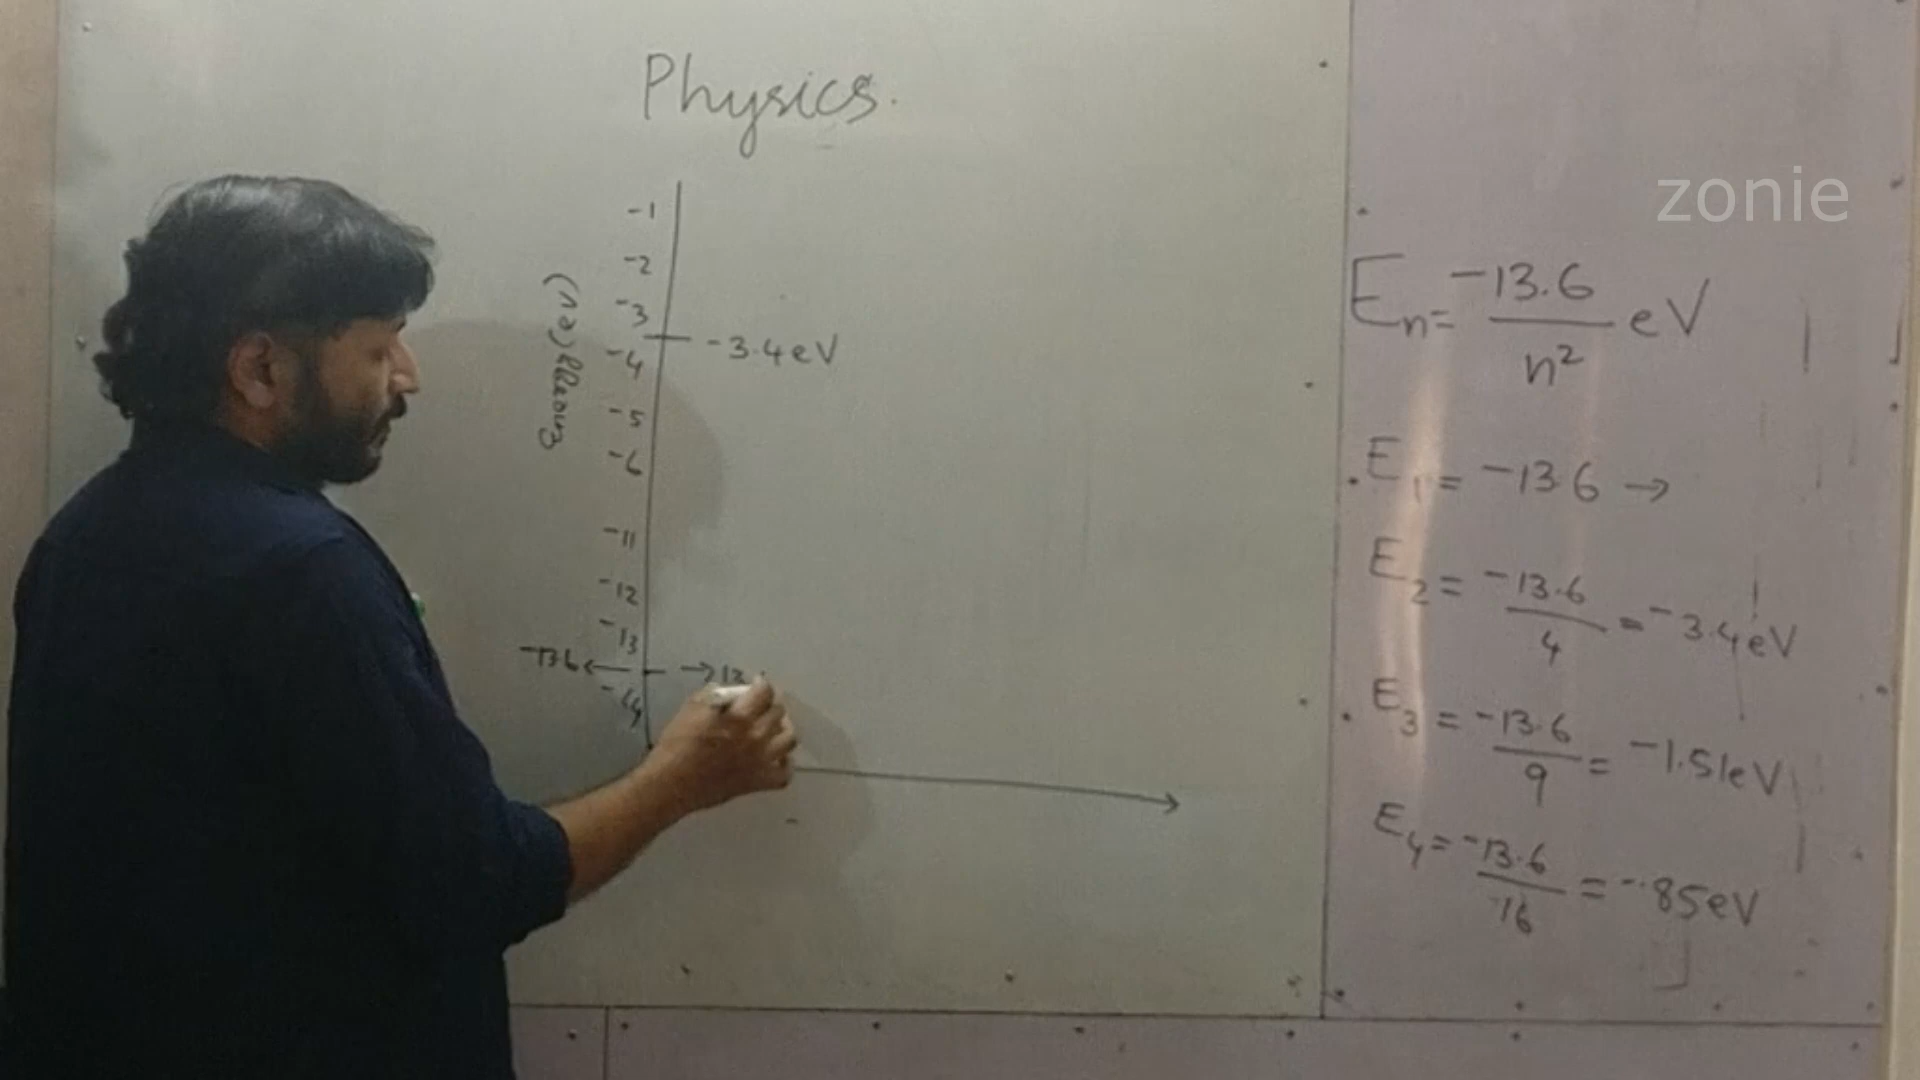 Physics.
zonie
-1
-2
-3
-3.4eV
-4
-5
-6
-11
-12
-13
-13.6
13
-14
Energy (eV)
En= -13.6/n² eV
E1= -13.6 →
E2= -13.6/4 = -3.4eV
E3= -13.6/9 = -1.51eV
E4= -13.6/16 = -.85eV